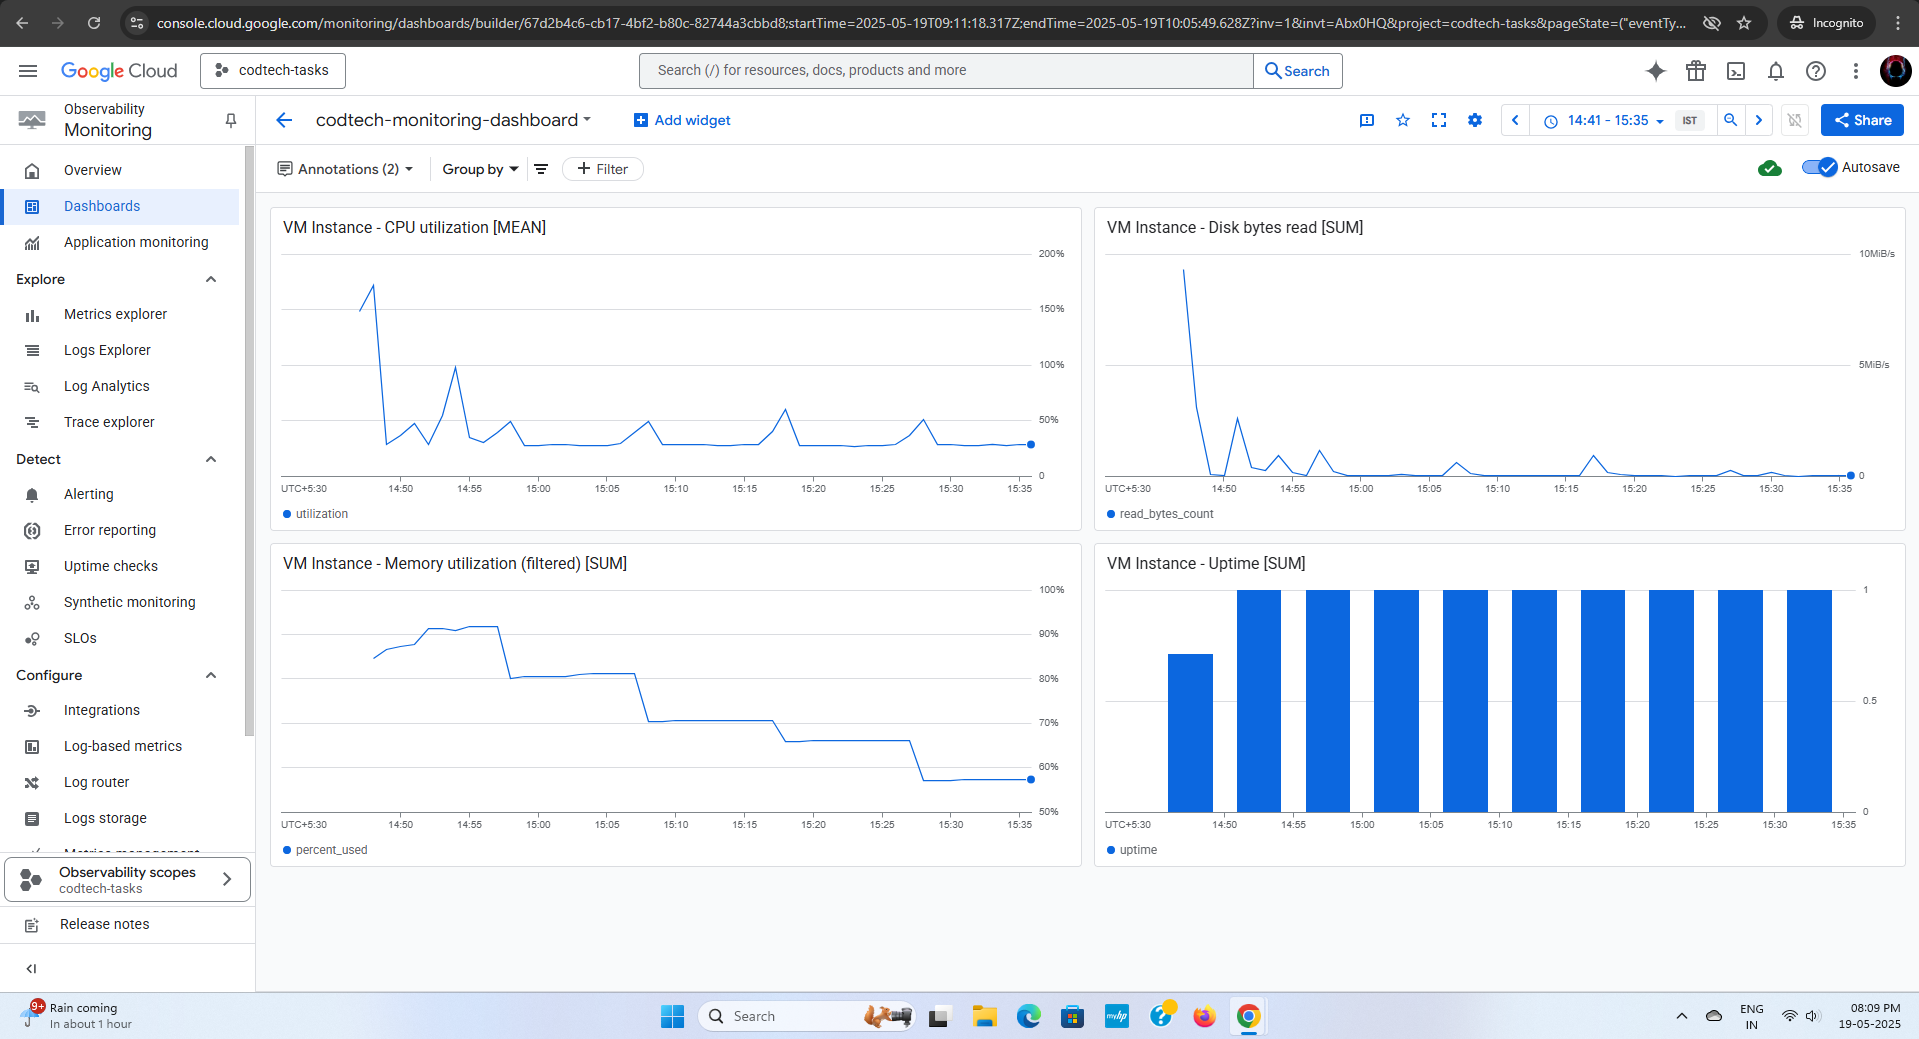 console.cloud.google.com/monitoring/dashboards/builder/67d2b4c6-cb17-4bf2-b80c-82744a3cbbd8;startTime=2025-05-19T09:11:18.317Z;endTime=2025-05-19T10:05:49.628Z?inv=1&invt=Abx0HQ&project=codtech-tasks&pageState=("eventTy...
Incognito
Google Cloud
codtech-tasks
Search (/) for resources, docs, products and more
Search
Observability
Monitoring
codtech-monitoring-dashboard
Add widget
14:41 - 15:35
IST
Share
Annotations (2)
Group by
Filter
Autosave
Overview
Dashboards
Application monitoring
Explore
Metrics explorer
Logs Explorer
Log Analytics
Trace explorer
Detect
Alerting
Error reporting
Uptime checks
Synthetic monitoring
SLOs
Configure
Integrations
Log-based metrics
Log router
Logs storage
Metrics management
Observability scopes
codtech-tasks
Release notes
VM Instance - CPU utilization [MEAN]
200%
150%
100%
50%
0
UTC+5:30 14:50 14:55 15:00 15:05 15:10 15:15 15:20 15:25 15:30 15:35
utilization
VM Instance - Disk bytes read [SUM]
10MiB/s
5MiB/s
0
UTC+5:30 14:50 14:55 15:00 15:05 15:10 15:15 15:20 15:25 15:30 15:35
read_bytes_count
VM Instance - Memory utilization (filtered) [SUM]
100%
90%
80%
70%
60%
50%
UTC+5:30 14:50 14:55 15:00 15:05 15:10 15:15 15:20 15:25 15:30 15:35
percent_used
VM Instance - Uptime [SUM]
1
0.5
0
UTC+5:30 14:50 14:55 15:00 15:05 15:10 15:15 15:20 15:25 15:30 15:35
uptime
9+
Rain coming
In about 1 hour
Search
myhp
ENG
IN
08:09 PM
19-05-2025